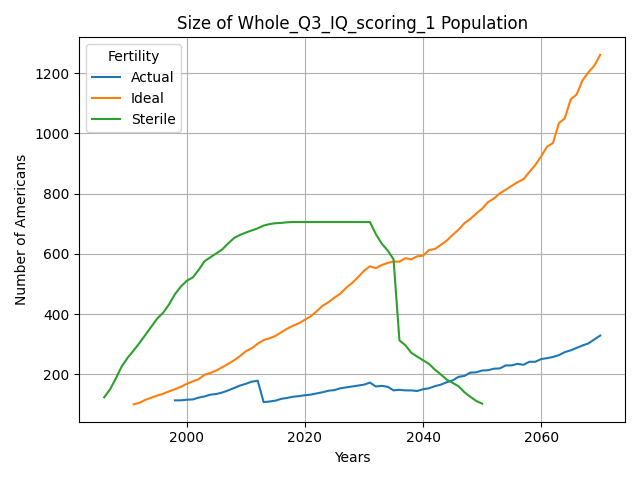 Size of Whole_Q3_IQ_scoring_1 Population
Fertility
Actual
Ideal
Sterile
Number of Americans
1200
1000
800
600
400
200
2000
2020
2040
2060
Years